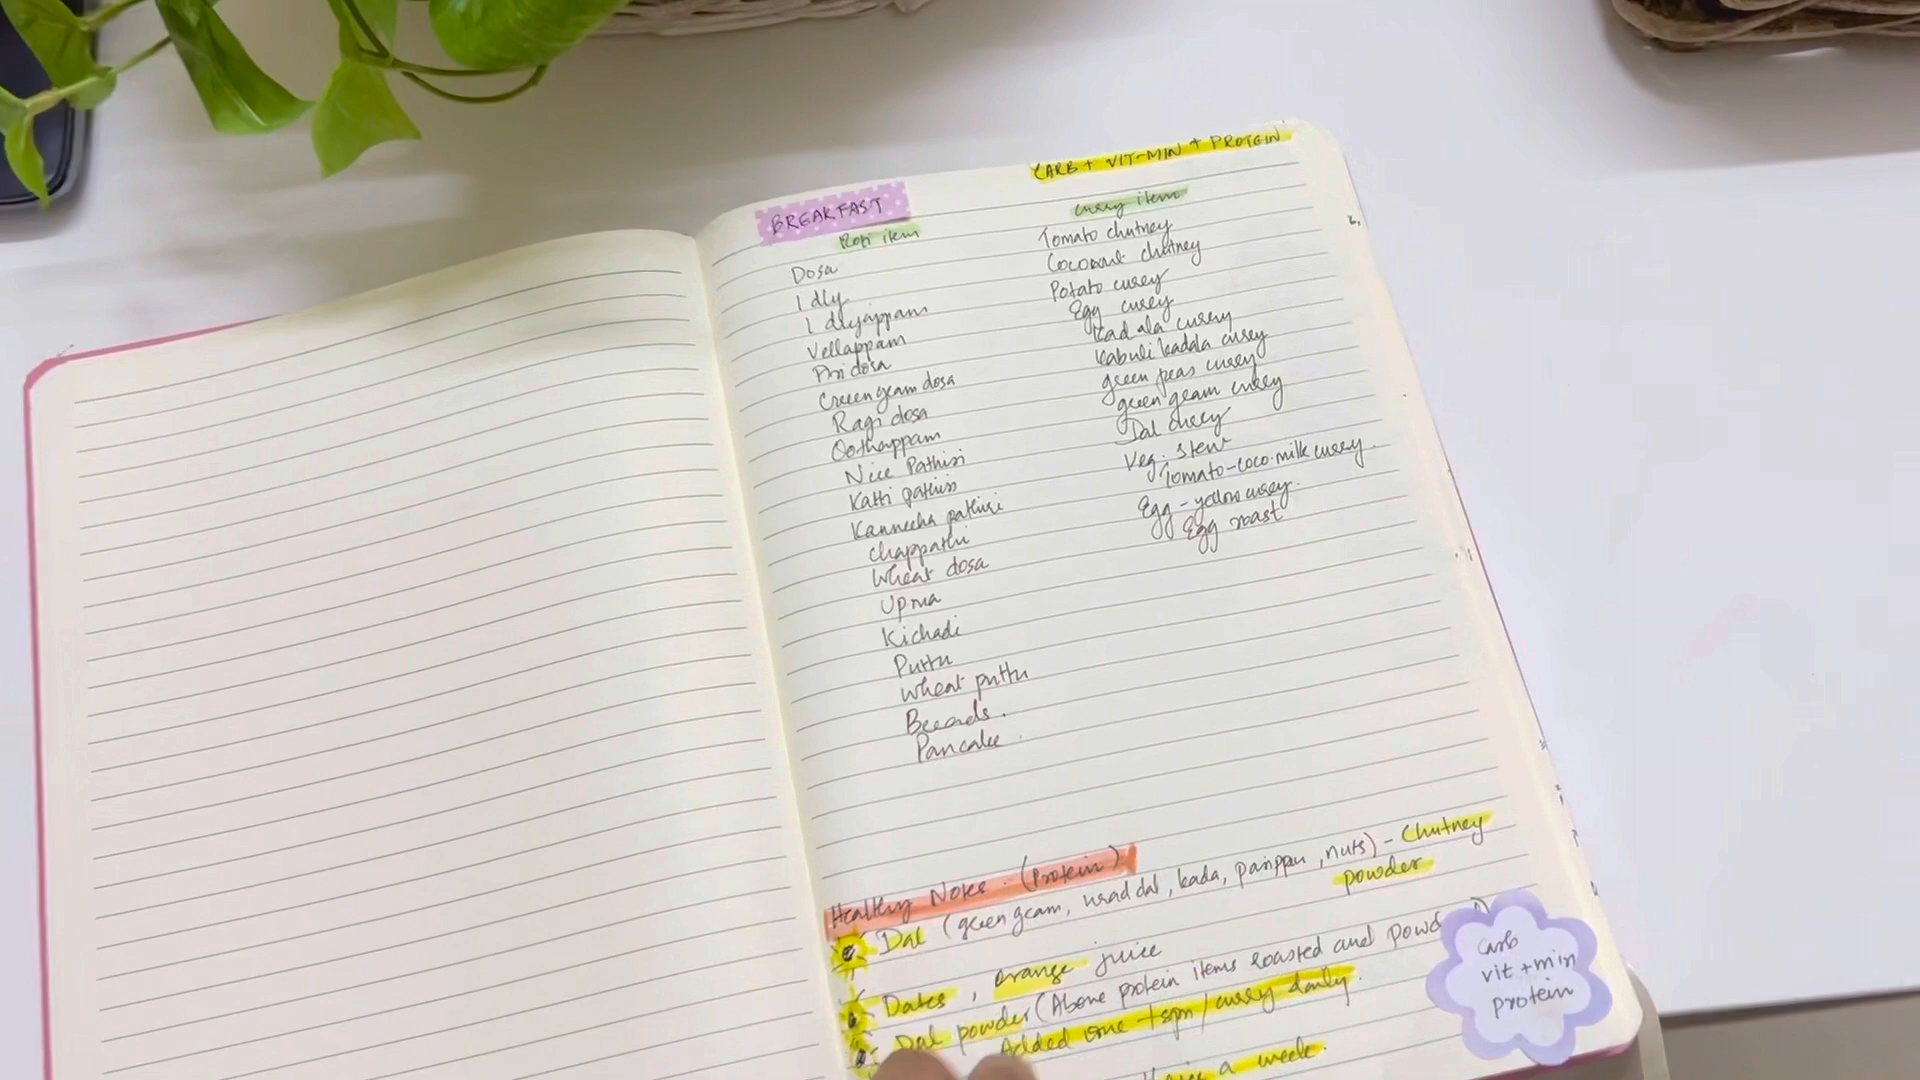 CARB + VIT-MIN + PROTEIN
BREAKFAST
Roti item
Dosa
Idly
Idlyappam
Vellappam
Podi dosa
Green gram dosa
Ragi dosa
Oothappam
Nice Pathiri
Katti pathiri
Kanneeha pathiri
Chappathi
Wheat dosa
Upma
Kichadi
Puttu
Wheat puttu
Breads.
Pancake.
curry item
Tomato chutney
Coconut chutney
Potato curry
Egg curry
Kadala curry
Kabuli kadala curry
green peas curry
green gram curry
Dal curry
Veg. stew
Tomato-coco.milk curry.
Egg-yellow curry.
Egg roast
Healthy Notes. (Protein)
Dal (green gram, urad dal, kada, parippu, nuts) - Chutney
powder
Dates, orange juice
Dal powder (Above protein items roasted and
Added one tspn/curry daily.
a week.
carb
vit + min
protein